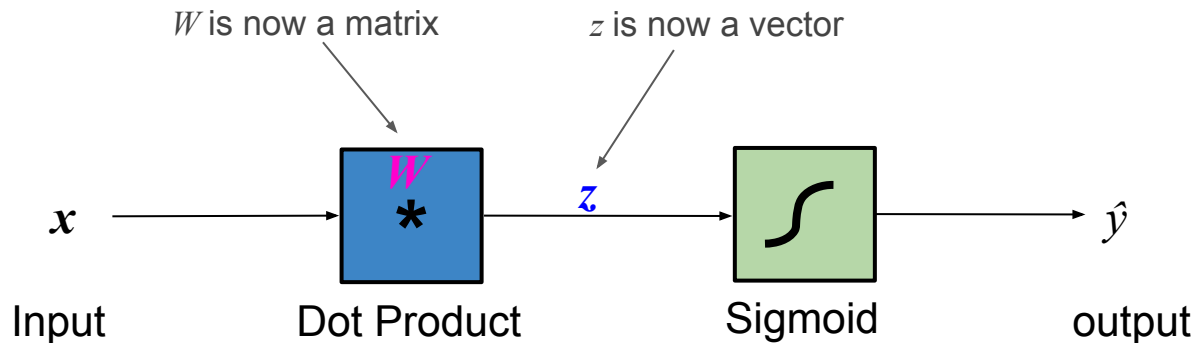 W is now a matrix
z is now a vector
W
x
*
z
ŷ
Input
Dot Product
Sigmoid
output